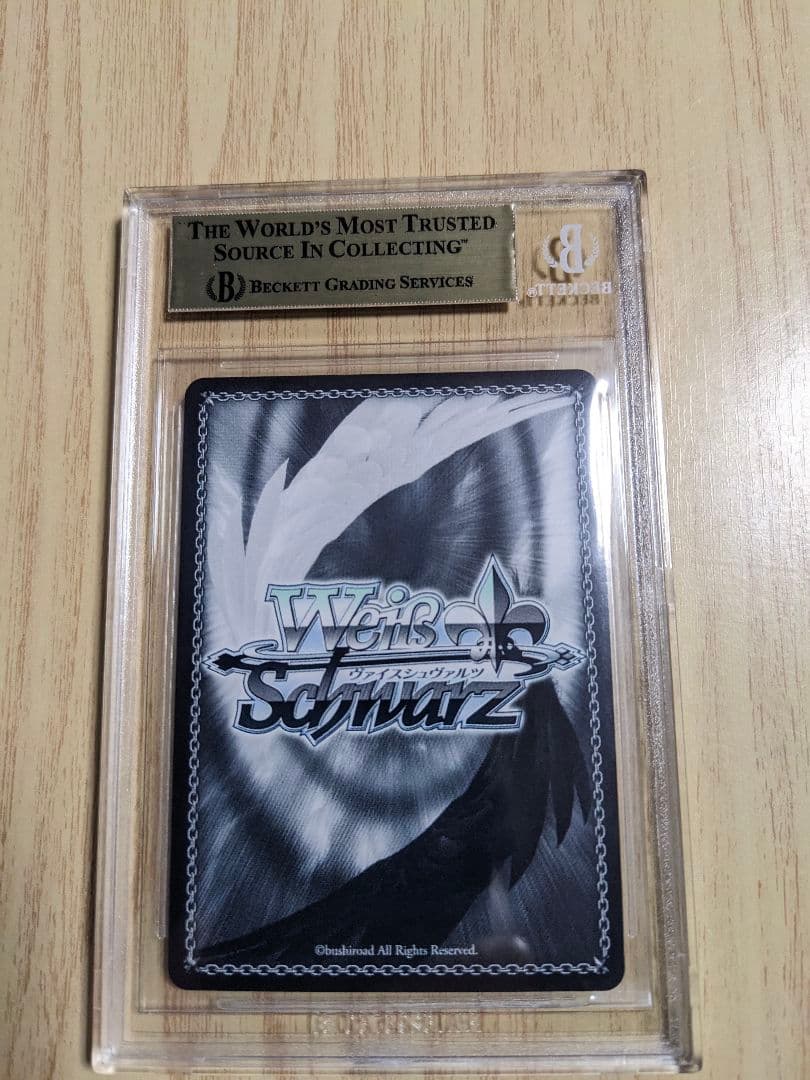 THE WORLD'S MOST TRUSTED
SOURCE IN COLLECTING™
B BECKETT GRADING SERVICES
B
BECKETT®
Weiß
ヴァイスシュヴァルツ
Schwarz
©bushiroad All Rights Reserved.